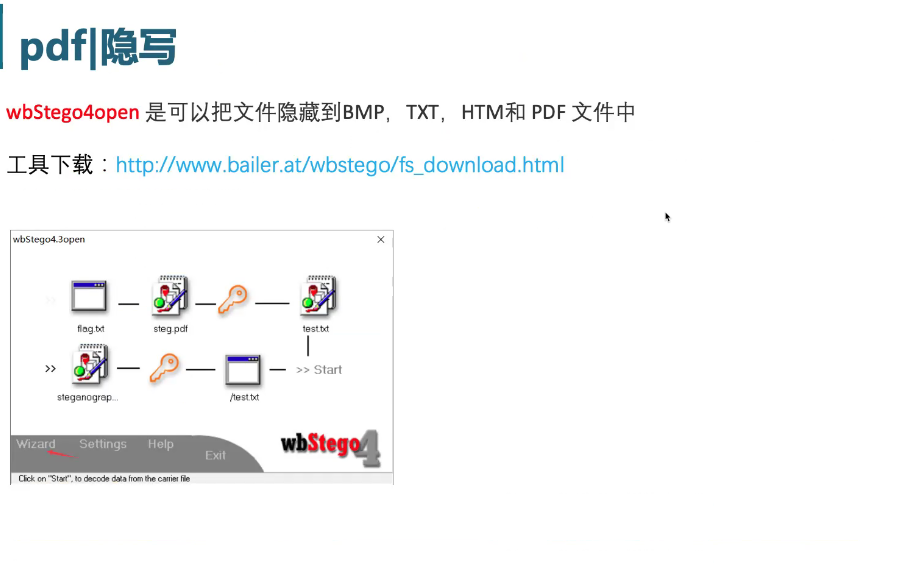 pdf|隐写
wbStego4open 是可以把文件隐藏到BMP，TXT，HTM和 PDF 文件中
工具下载：http://www.bailer.at/wbstego/fs_download.html
wbStego4.3open
flag.txt steg.pdf test.txt
>> >> Start
steganograp... /test.txt
Wizard Settings Help Exit
wbStego4
Click on "Start", to decode data from the carrier file